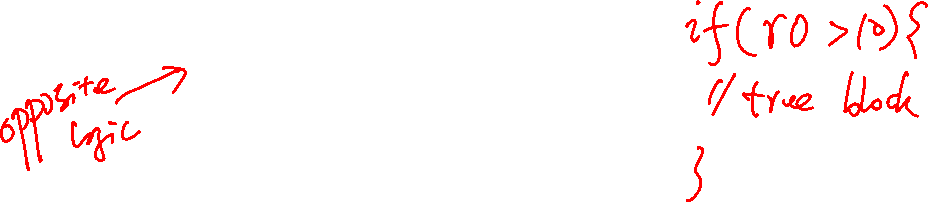 opposite
logic
if(r0 >10){
// true block
}